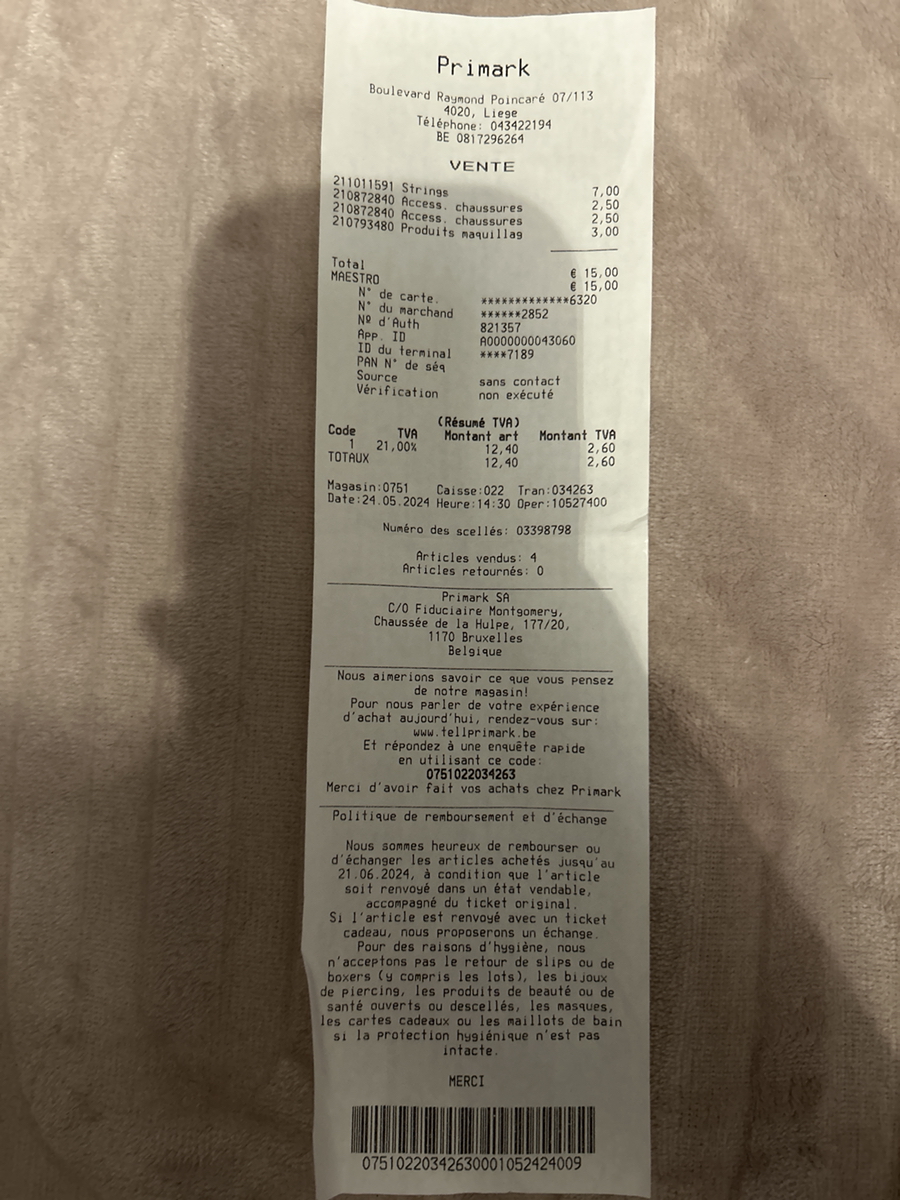 Primark
Boulevard Raymond Poincaré 07/113
4020, Liege
Téléphone: 043422194
BE 0817296264
VENTE
211011591 Strings 7,00
210872840 Access. chaussures 2,50
210872840 Access. chaussures 2,50
210793480 Produits maquillag 3,00
Total € 15,00
MAESTRO € 15,00
N° de carte. *************6320
N° du marchand ******2852
Nº d'Auth 821357
App. ID A0000000043060
ID du terminal ****7189
PAN N° de séq
Source sans contact
Vérification non exécuté
(Résumé TVA)
Code TVA Montant art Montant TVA
1 21,00% 12,40 2,60
TOTAUX 12,40 2,60
Magasin:0751 Caisse:022 Tran:034263
Date:24.05.2024 Heure:14:30 Oper:10527400
Numéro des scellés: 03398798
Articles vendus: 4
Articles retournés: 0
Primark SA
C/O Fiduciaire Montgomery,
Chaussée de la Hulpe, 177/20,
1170 Bruxelles
Belgique
Nous aimerions savoir ce que vous pensez
de notre magasin!
Pour nous parler de votre expérience
d'achat aujourd'hui, rendez-vous sur:
www.tellprimark.be
Et répondez à une enquête rapide
en utilisant ce code:
0751022034263
Merci d'avoir fait vos achats chez Primark
Politique de remboursement et d'échange
Nous sommes heureux de rembourser ou
d'échanger les articles achetés jusqu'au
21.06.2024, à condition que l'article
soit renvoyé dans un état vendable,
accompagné du ticket original.
Si l'article est renvoyé avec un ticket
cadeau, nous proposerons un échange.
Pour des raisons d'hygiène, nous
n'acceptons pas le retour de slips ou de
boxers (y compris les lots), les bijoux
de piercing, les produits de beauté ou de
santé ouverts ou descellés, les masques,
les cartes cadeaux ou les maillots de bain
si la protection hygiénique n'est pas
intacte.
MERCI
07510220342630001052424009